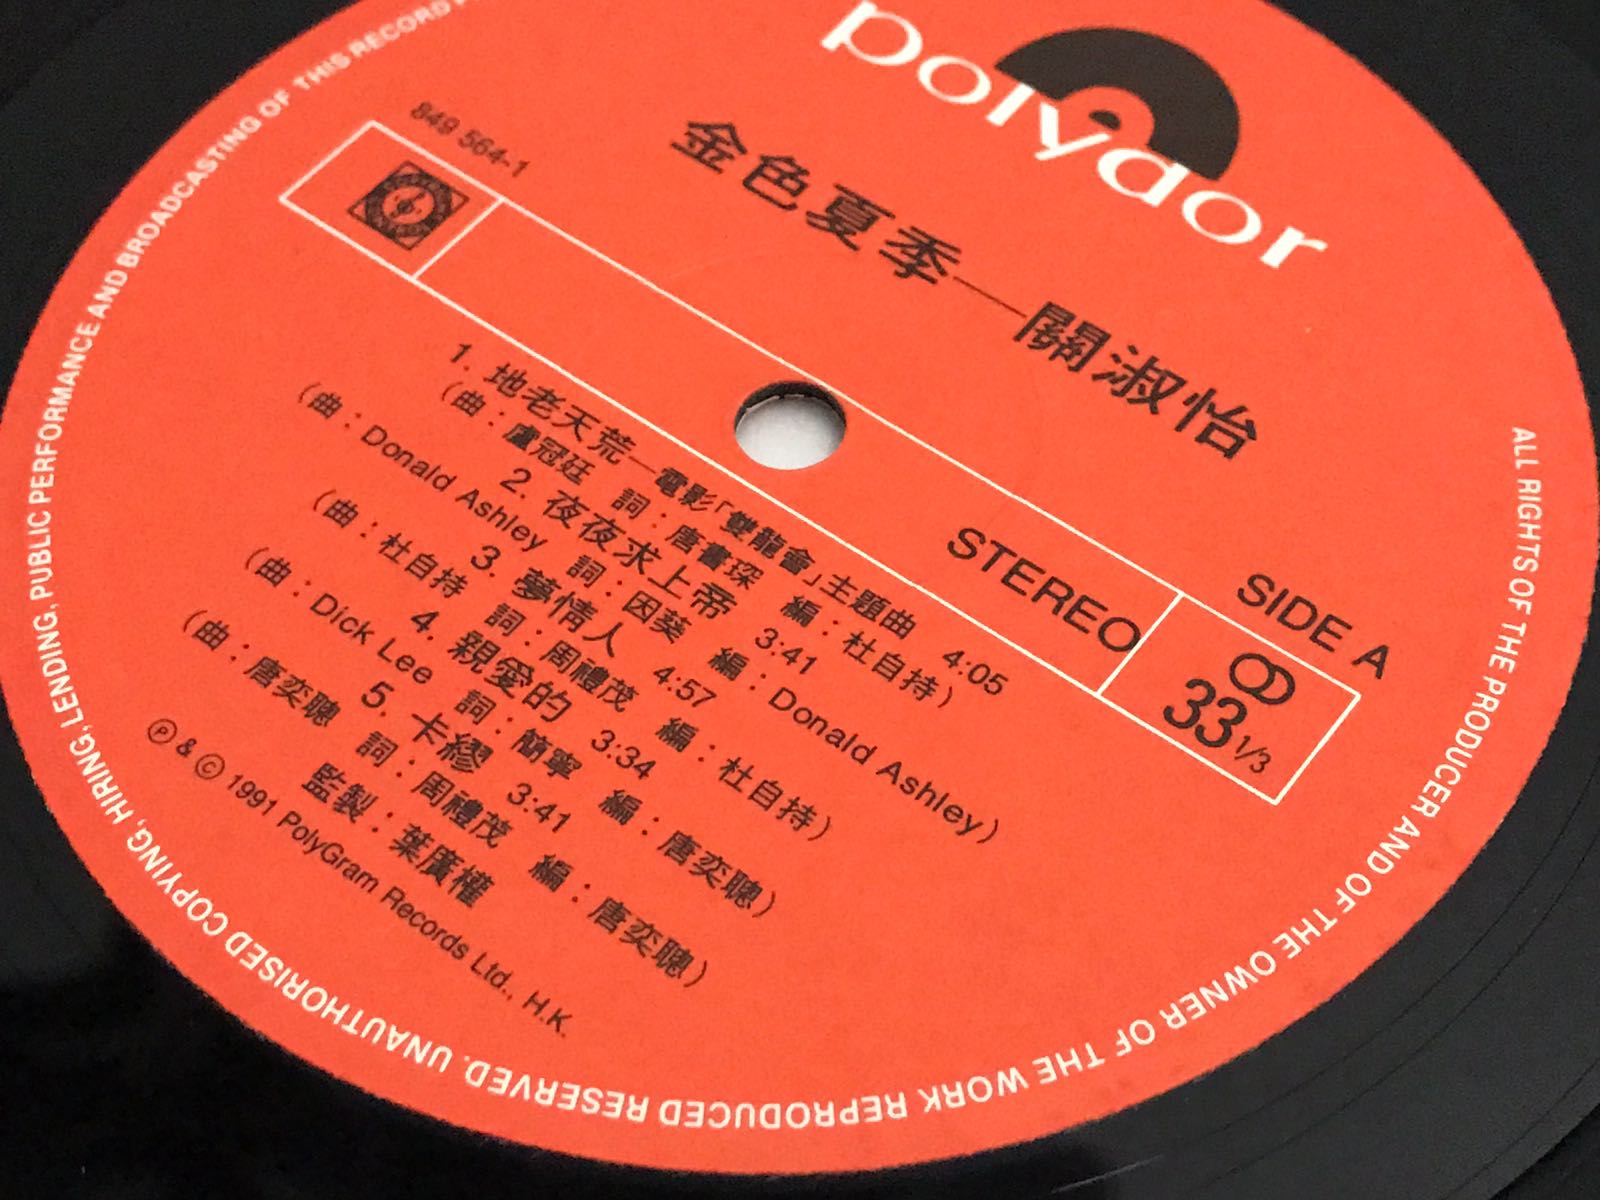 polydor
金色夏季—關淑怡
849 564-1
SIDE A
STEREO
33 1/3
1. 地老天荒—電影「雙龍會」主題曲 4:05
(曲：盧冠廷 詞：唐書琛 編：杜自持)
2. 夜夜求上帝 3:41
(曲：Donald Ashley 詞：因葵 編：Donald Ashley)
3. 夢情人 4:57
(曲：杜自持 詞：周禮茂 編：杜自持)
4. 親愛的 3:34
(曲：Dick Lee 詞：簡寧 編：唐奕聰)
5. 卡繆 3:41
(曲：唐奕聰 詞：周禮茂 編：唐奕聰)
監製：葉廣權
Ⓟ & © 1991 PolyGram Records Ltd., H.K.
ALL RIGHTS OF THE PRODUCER AND OF THE OWNER OF THE WORK REPRODUCED RESERVED. UNAUTHORISED COPYING, HIRING, LENDING, PUBLIC PERFORMANCE AND BROADCASTING OF THIS RECORD